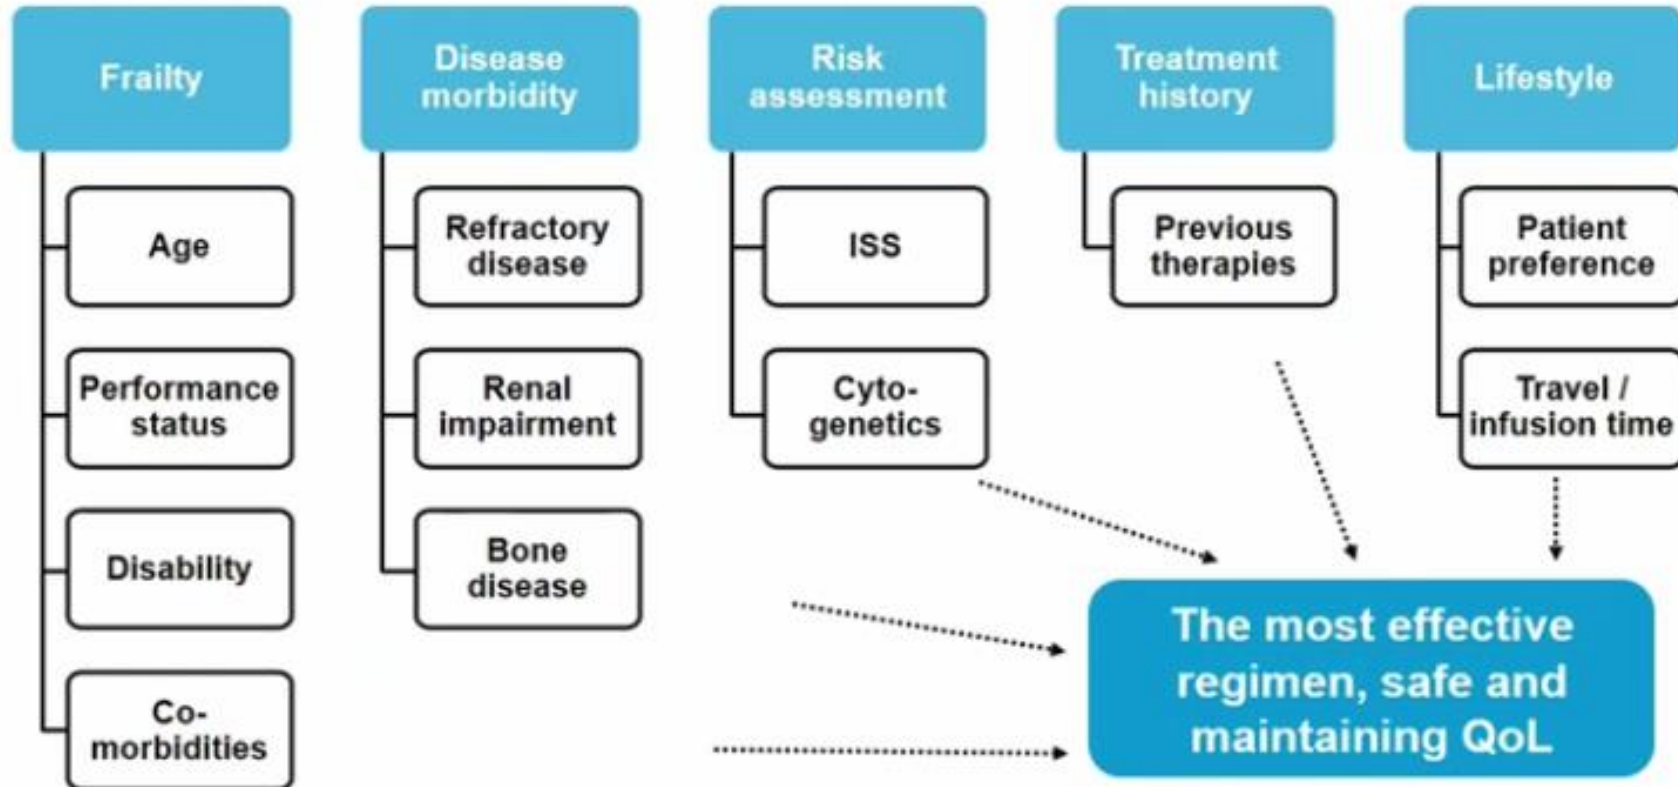 Frailty
Age
Performance
status
Disability
Co-
morbidities
Disease
morbidity
Refractory
disease
Renal
impairment
Bone
disease
Risk
assessment
ISS
Cyto-
genetics
Treatment
history
Previous
therapies
Lifestyle
Patient
preference
Travel /
infusion time
The most effective
regimen, safe and
maintaining QoL